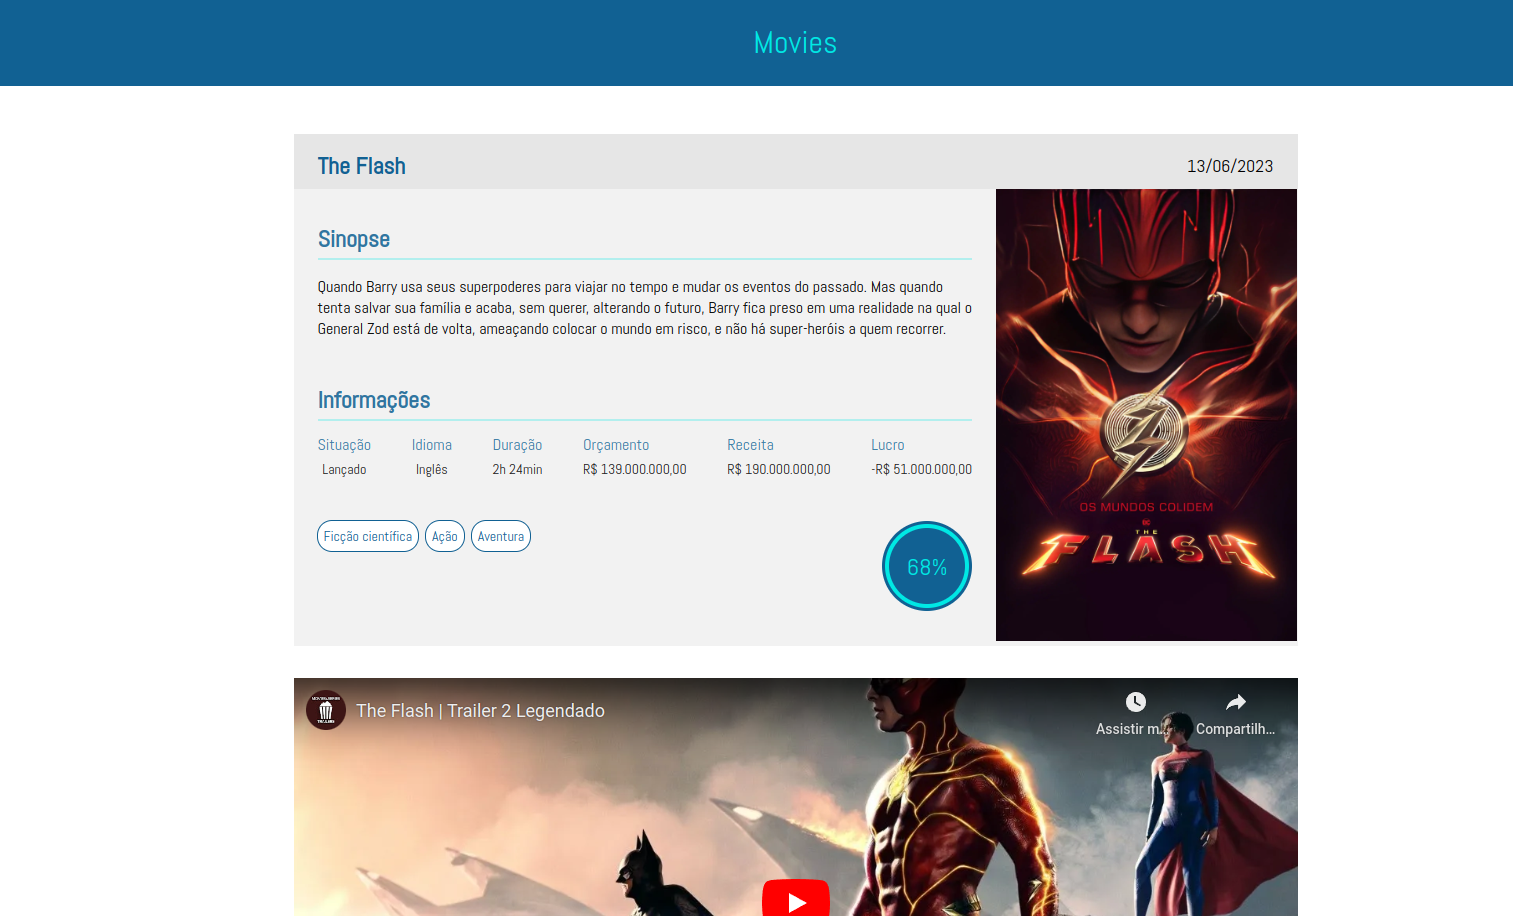 Movies
The Flash
13/06/2023
Sinopse
Quando Barry usa seus superpoderes para viajar no tempo e mudar os eventos do passado. Mas quando
tenta salvar sua família e acaba, sem querer, alterando o futuro, Barry fica preso em uma realidade na qual o
General Zod está de volta, ameaçando colocar o mundo em risco, e não há super-heróis a quem recorrer.
Informações
Situação Idioma Duração Orçamento Receita Lucro
Lançado Inglês 2h 24min R$ 139.000.000,00 R$ 190.000.000,00 -R$ 51.000.000,00
Ficção científica Ação Aventura
68%
OS MUNDOS COLIDEM
DC
THE
FLASH
The Flash | Trailer 2 Legendado
Assistir m...
Compartilh...